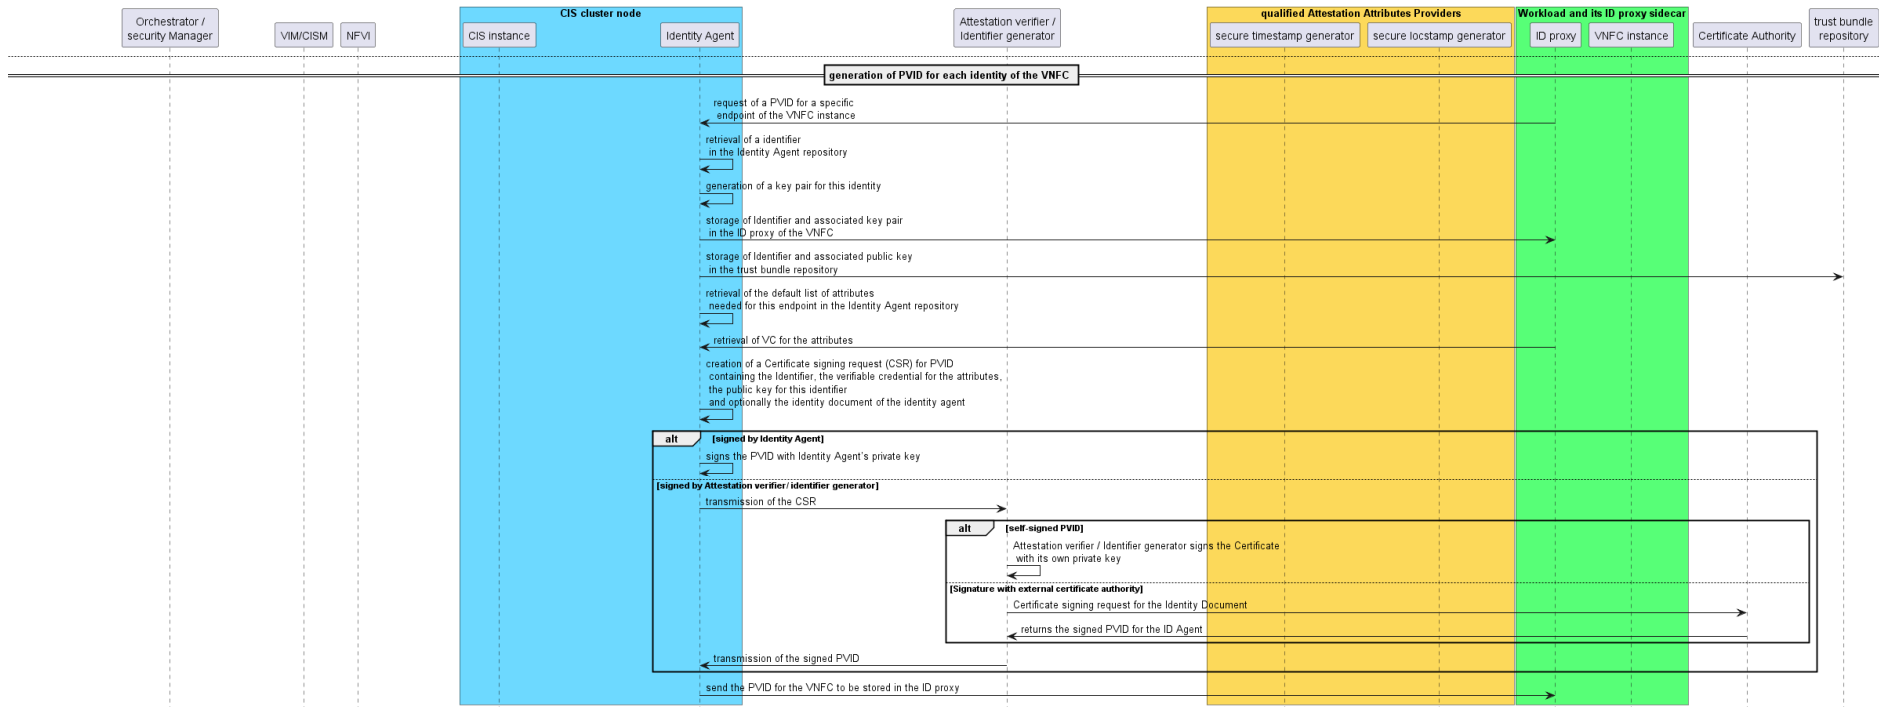 CIS cluster node
qualified Attestation Attributes Providers
Workload and its ID proxy sidecar
Orchestrator /
security Manager
VIM/CISM
NFVI
CIS instance
Identity Agent
Attestation verifier /
Identifier generator
secure timestamp generator
secure locstamp generator
ID proxy
VNFC instance
Certificate Authority
trust bundle
repository
generation of PVID for each identity of the VNFC
request of a PVID for a specific
endpoint of the VNFC instance
retrieval of a identifier
in the Identity Agent repository
generation of a key pair for this identity
storage of Identifier and associated key pair
in the ID proxy of the VNFC
storage of Identifier and associated public key
in the trust bundle repository
retrieval of the default list of attributes
needed for this endpoint in the Identity Agent repository
retrieval of VC for the attributes
creation of a Certificate signing request (CSR) for PVID
containing the Identifier, the verifiable credential for the attributes,
the public key for this identifier
and optionally the identity document of the identity agent
alt
[signed by Identity Agent]
signs the PVID with Identity Agent's private key
[signed by Attestation verifier/ identifier generator]
transmission of the CSR
alt
[self-signed PVID]
Attestation verifier / Identifier generator signs the Certificate
with its own private key
[Signature with external certificate authority]
Certificate signing request for the Identity Document
returns the signed PVID for the ID Agent
transmission of the signed PVID
send the PVID for the VNFC to be stored in the ID proxy